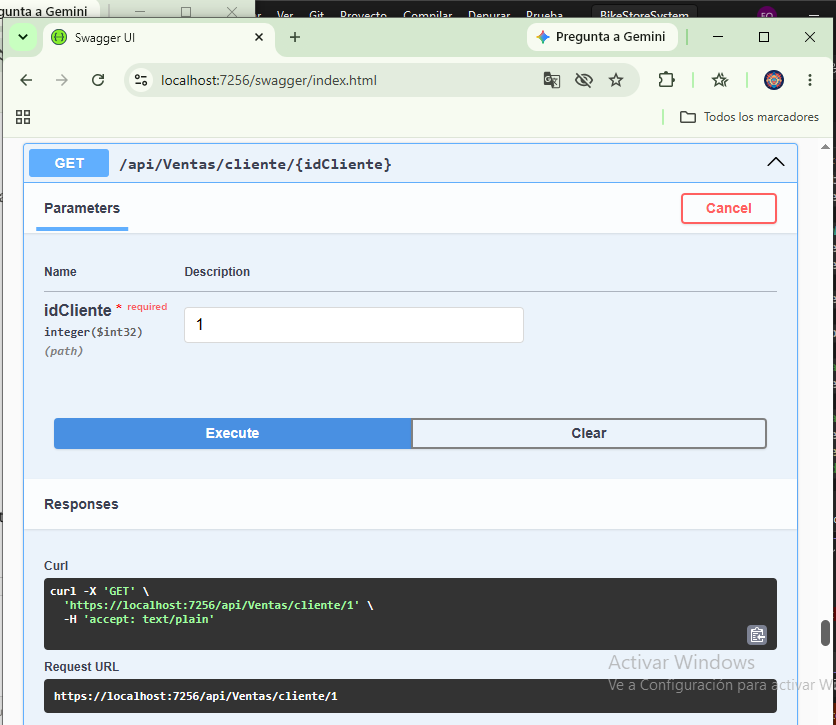 gunta a Gemini
Ver Git Proyecto Compilar Depurar Prueba BikeStoreSystem
Swagger UI
Pregunta a Gemini
localhost:7256/swagger/index.html
Todos los marcadores
GET /api/Ventas/cliente/{idCliente}
Parameters
Cancel
Name Description
idCliente * required
1
integer($int32)
(path)
Execute Clear
Responses
Curl
curl -X 'GET' \
'https://localhost:7256/api/Ventas/cliente/1' \
-H 'accept: text/plain'
Request URL
https://localhost:7256/api/Ventas/cliente/1
Activar Windows
Ve a Configuración para activar